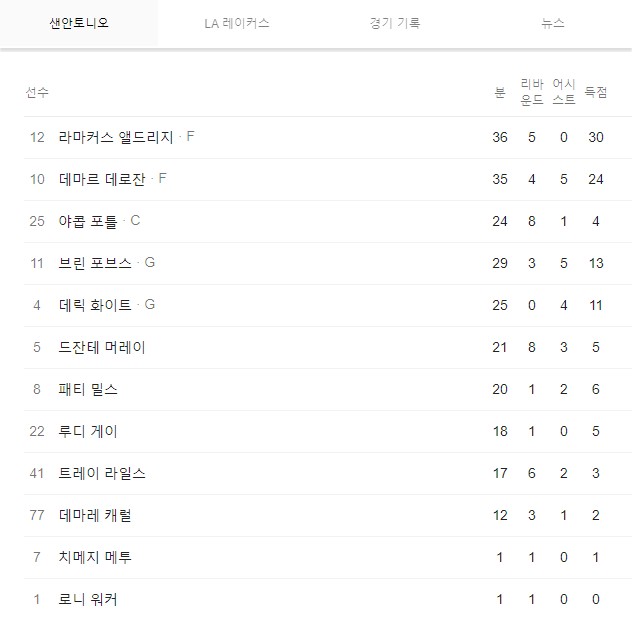 샌안토니오 LA 레이커스 경기 기록 뉴스
선수 분 리바운드 어시스트 득점
12 라마커스 앨드리지 · F 36 5 0 30
10 데마르 데로잔 · F 35 4 5 24
25 야콥 포틀 · C 24 8 1 4
11 브린 포브스 · G 29 3 5 13
4 데릭 화이트 · G 25 0 4 11
5 드잔테 머레이 21 8 3 5
8 패티 밀스 20 1 2 6
22 루디 게이 18 1 0 5
41 트레이 라일스 17 6 2 3
77 데마레 캐럴 12 3 1 2
7 치메지 메투 1 1 0 1
1 로니 워커 1 1 0 0